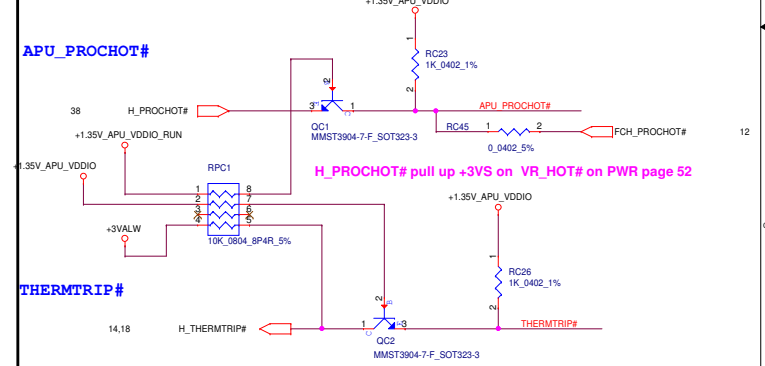 +1.35V_APU_VDDIO
APU_PROCHOT#
1
RC23
1K_0402_1%
2
2
38
H_PROCHOT#
3
1
APU_PROCHOT#
QC1
MMST3904-7-F_SOT323-3
RC45
1
2
FCH_PROCHOT#
12
0_0402_5%
+1.35V_APU_VDDIO_RUN
+1.35V_APU_VDDIO
RPC1
H_PROCHOT# pull up +3VS on VR_HOT# on PWR page 52
1
8
2
7
3
6
4
5
+3VALW
10K_0804_8P4R_5%
+1.35V_APU_VDDIO
1
RC26
1K_0402_1%
2
THERMTRIP#
2
B
14,18
H_THERMTRIP#
1
C
E
3
THERMTRIP#
QC2
MMST3904-7-F_SOT323-3